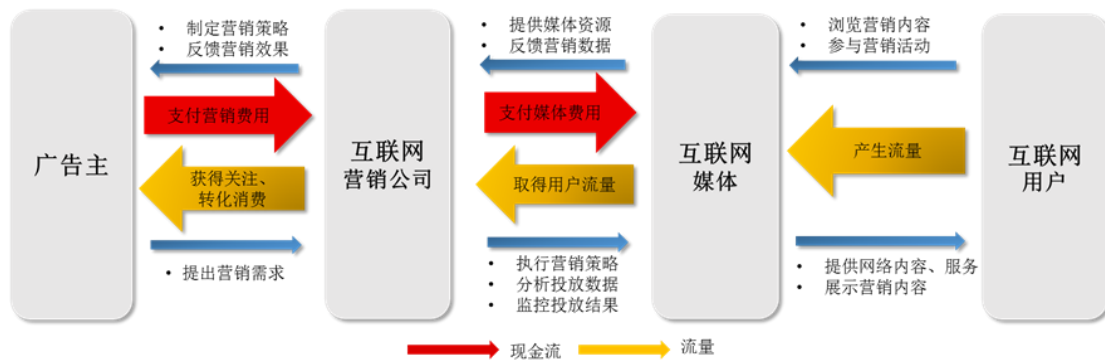 制定营销策略
反馈营销效果
提供媒体资源
反馈营销数据
浏览营销内容
参与营销活动
支付营销费用
支付媒体费用
广告主
互联网
营销公司
互联网
媒体
互联网
用户
产生流量
获得关注、
转化消费
取得用户流量
提出营销需求
执行营销策略
分析投放数据
监控投放结果
提供网络内容、服务
展示营销内容
现金流
流量